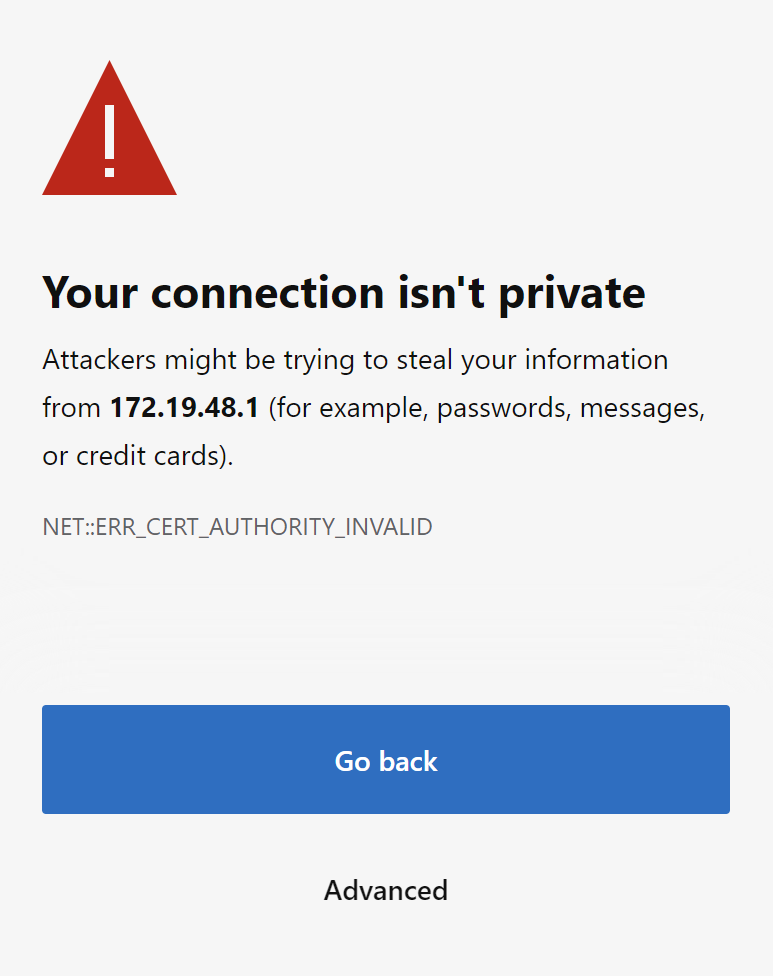 Your connection isn't private
Attackers might be trying to steal your information
from 172.19.48.1 (for example, passwords, messages,
or credit cards).
NET::ERR_CERT_AUTHORITY_INVALID
Go back
Advanced